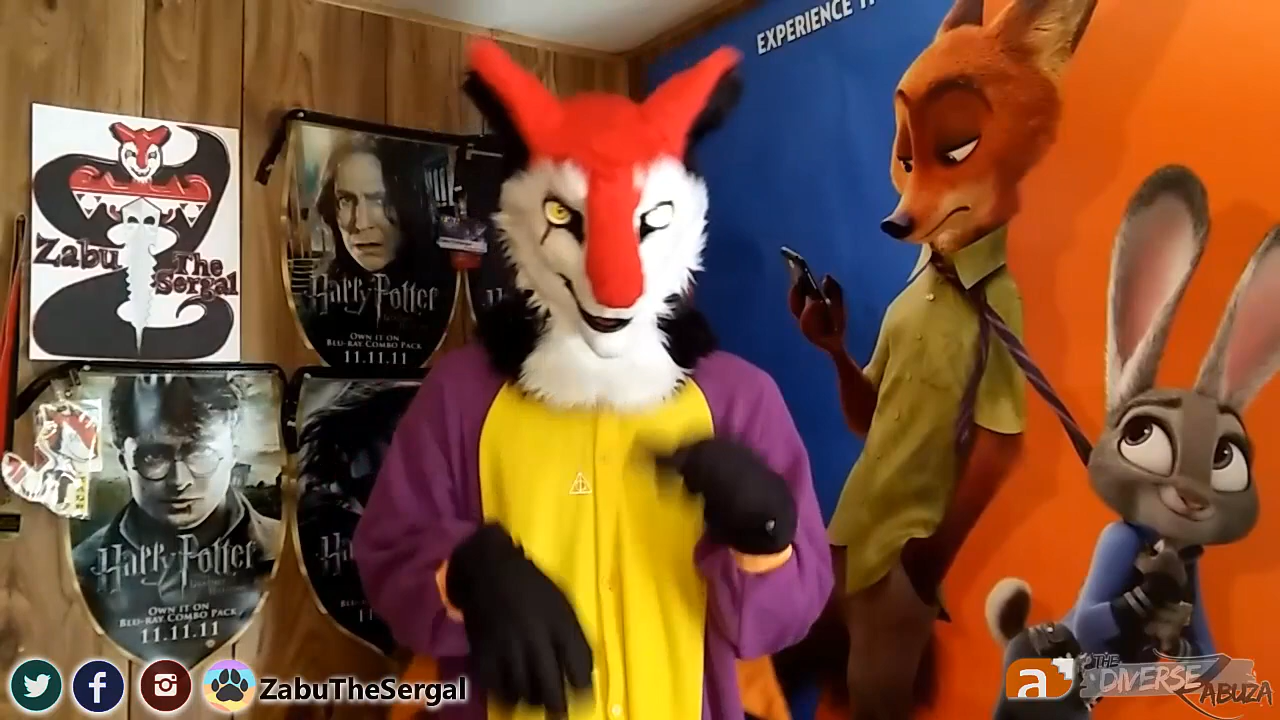 EXPERIENCE
Zabu
The
Sergal
Harry Potter
OWN IT ON
BLU-RAY COMBO PACK
11.11.11
Harry Potter
OWN IT ON
BLU-RAY COMBO PACK
11.11.11
ZabuTheSergal
a
THE
DIVERSE
KABUZA